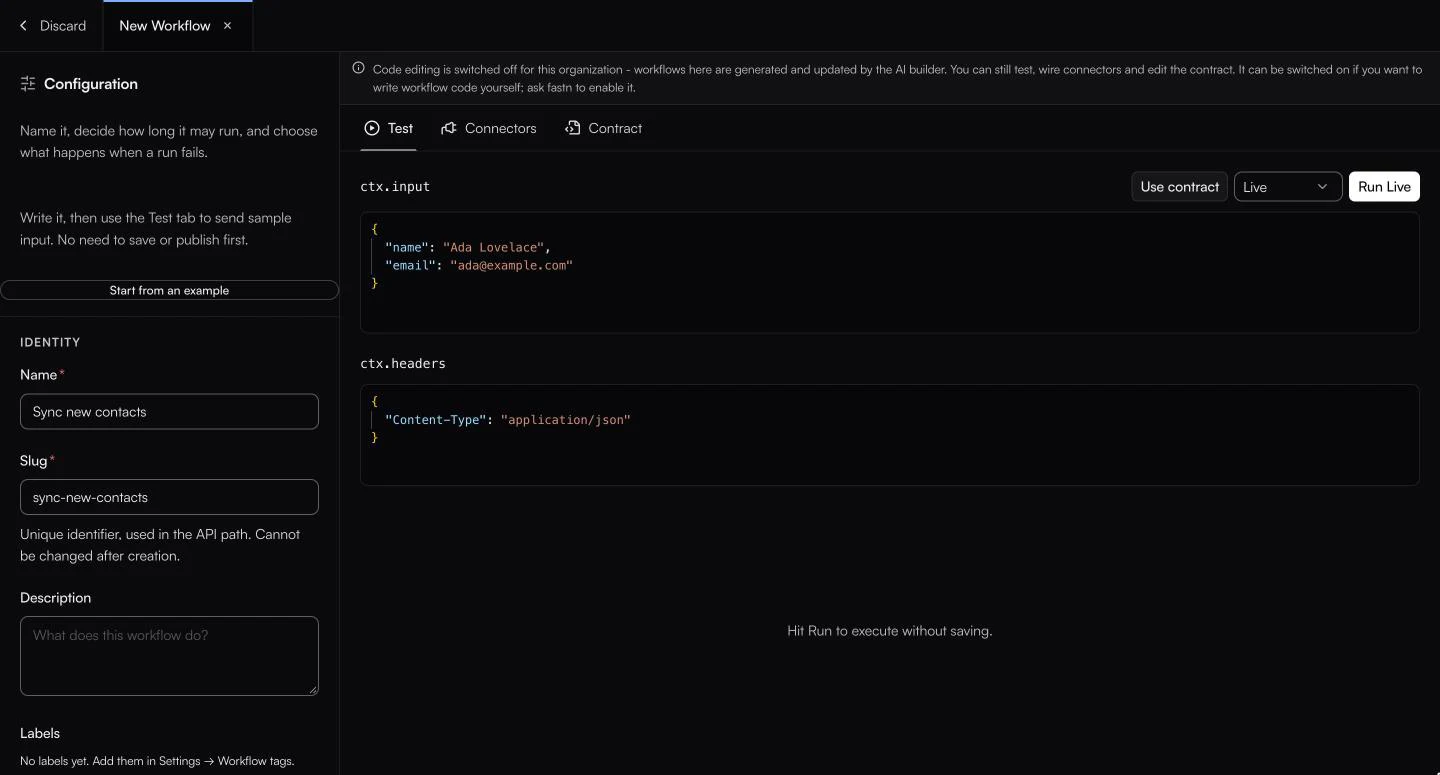 Discard
New Workflow
Configuration
Name it, decide how long it may run, and choose
what happens when a run fails.
Write it, then use the Test tab to send sample
input. No need to save or publish first.
Start from an example
IDENTITY
Name*
Sync new contacts
Slug*
sync-new-contacts
Unique identifier, used in the API path. Cannot
be changed after creation.
Description
What does this workflow do?
Labels
No labels yet. Add them in Settings → Workflow tags.
Code editing is switched off for this organization - workflows here are generated and updated by the AI builder. You can still test, wire connectors and edit the contract. It can be switched on if you want to
write workflow code yourself; ask fastn to enable it.
Test Connectors Contract
ctx.input
Use contract Live Run Live
{
"name": "Ada Lovelace",
"email": "ada@example.com"
}
ctx.headers
{
"Content-Type": "application/json"
}
Hit Run to execute without saving.